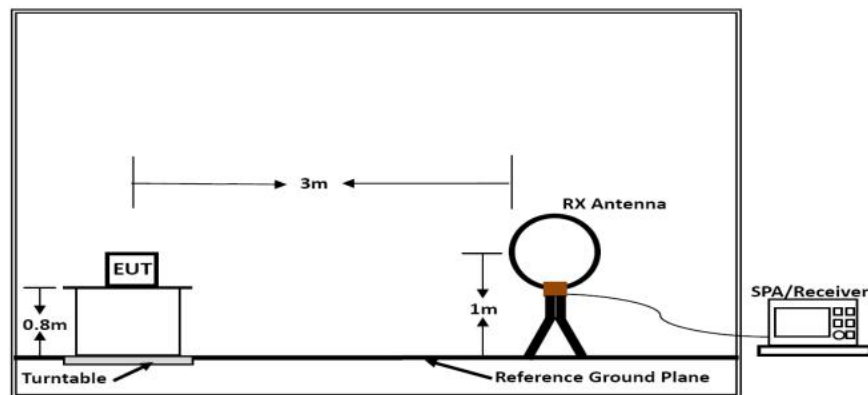 3m
RX Antenna
EUT
SPA/Receiver
0.8m
1m
Turntable
Reference Ground Plane